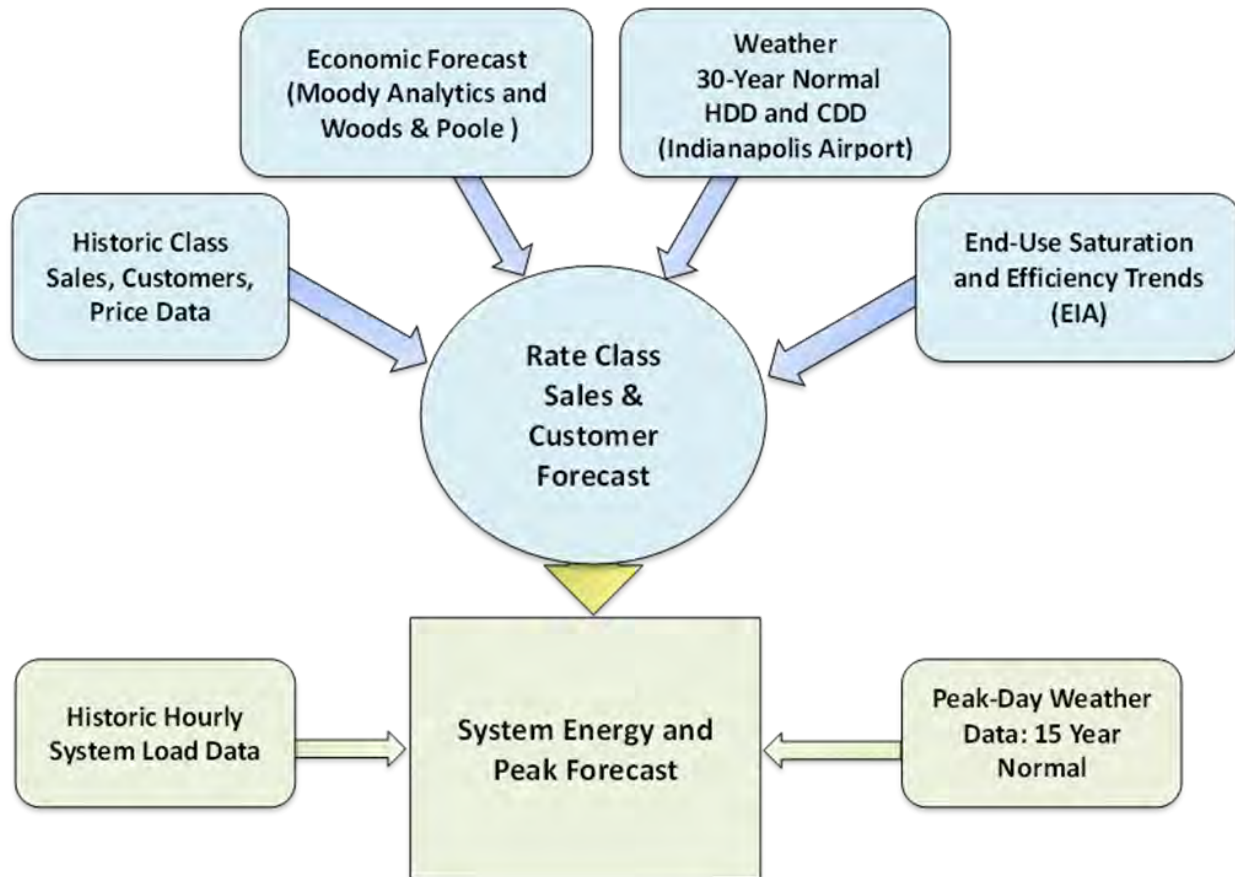 Economic Forecast
(Moody Analytics and
Woods & Poole )
Weather
30-Year Normal
HDD and CDD
(Indianapolis Airport)
Historic Class
Sales, Customers,
Price Data
End-Use Saturation
and Efficiency Trends
(EIA)
Rate Class
Sales &
Customer
Forecast
Historic Hourly
System Load Data
System Energy and
Peak Forecast
Peak-Day Weather
Data: 15 Year
Normal